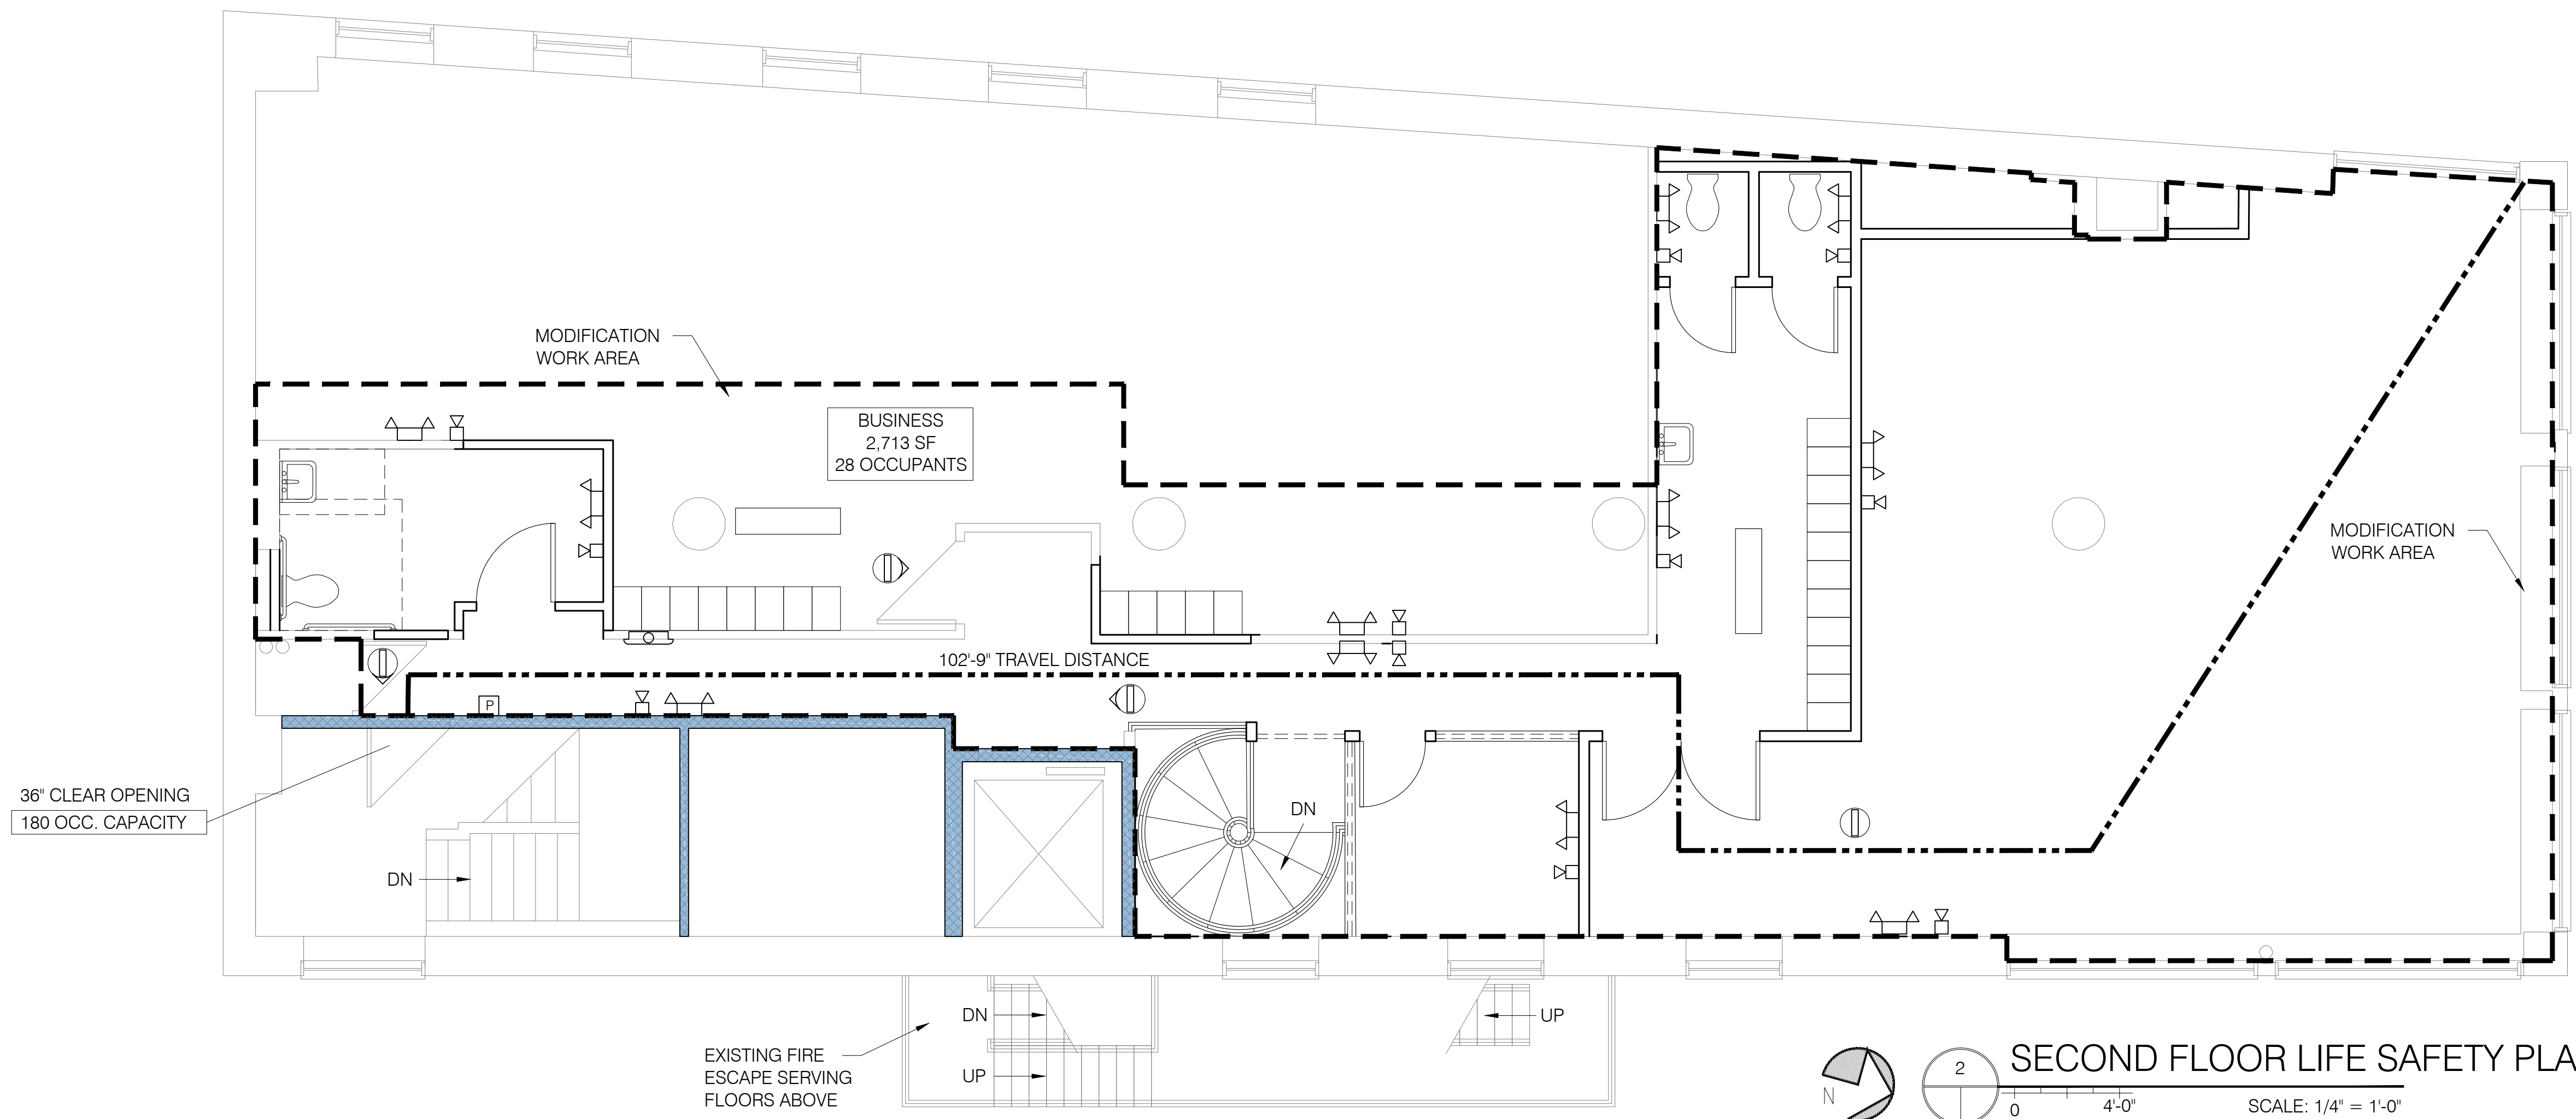 MODIFICATION
WORK AREA
BUSINESS
2,713 SF
28 OCCUPANTS
MODIFICATION
WORK AREA
102'-9" TRAVEL DISTANCE
P
36" CLEAR OPENING
180 OCC. CAPACITY
DN
DN
DN
UP
UP
EXISTING FIRE
ESCAPE SERVING
FLOORS ABOVE
N
2
SECOND FLOOR LIFE SAFETY PLA
0
4'-0"
SCALE: 1/4" = 1'-0"